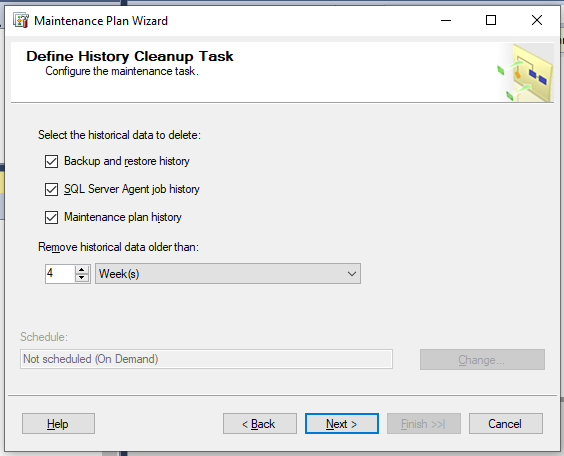 Maintenance Plan Wizard
Define History Cleanup Task
Configure the maintenance task.
Select the historical data to delete:
Backup and restore history
SQL Server Agent job history
Maintenance plan history
Remove historical data older than:
4 Week(s)
Schedule:
Not scheduled (On Demand) Change...
Help < Back Next > Finish >>| Cancel